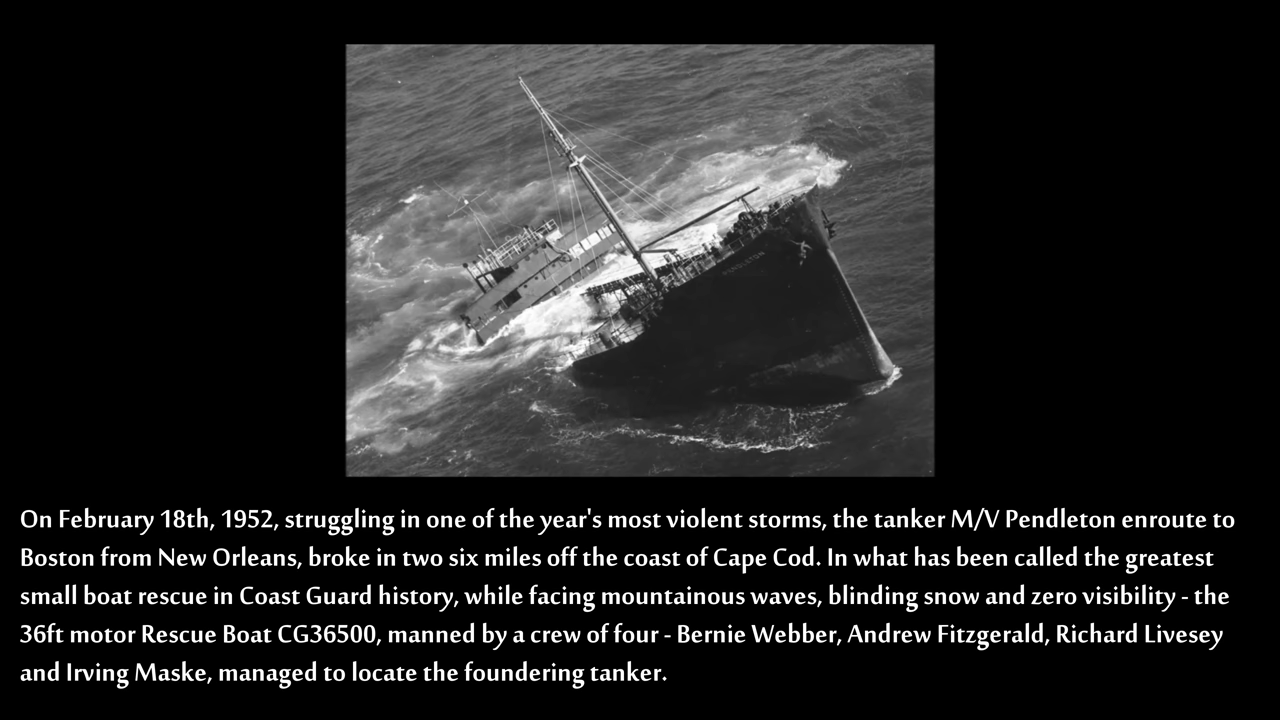 On February 18th, 1952, struggling in one of the year's most violent storms, the tanker M/V Pendleton enroute to
Boston from New Orleans, broke in two six miles off the coast of Cape Cod. In what has been called the greatest
small boat rescue in Coast Guard history, while facing mountainous waves, blinding snow and zero visibility - the
36ft motor Rescue Boat CG36500, manned by a crew of four - Bernie Webber, Andrew Fitzgerald, Richard Livesey
and Irving Maske, managed to locate the foundering tanker.